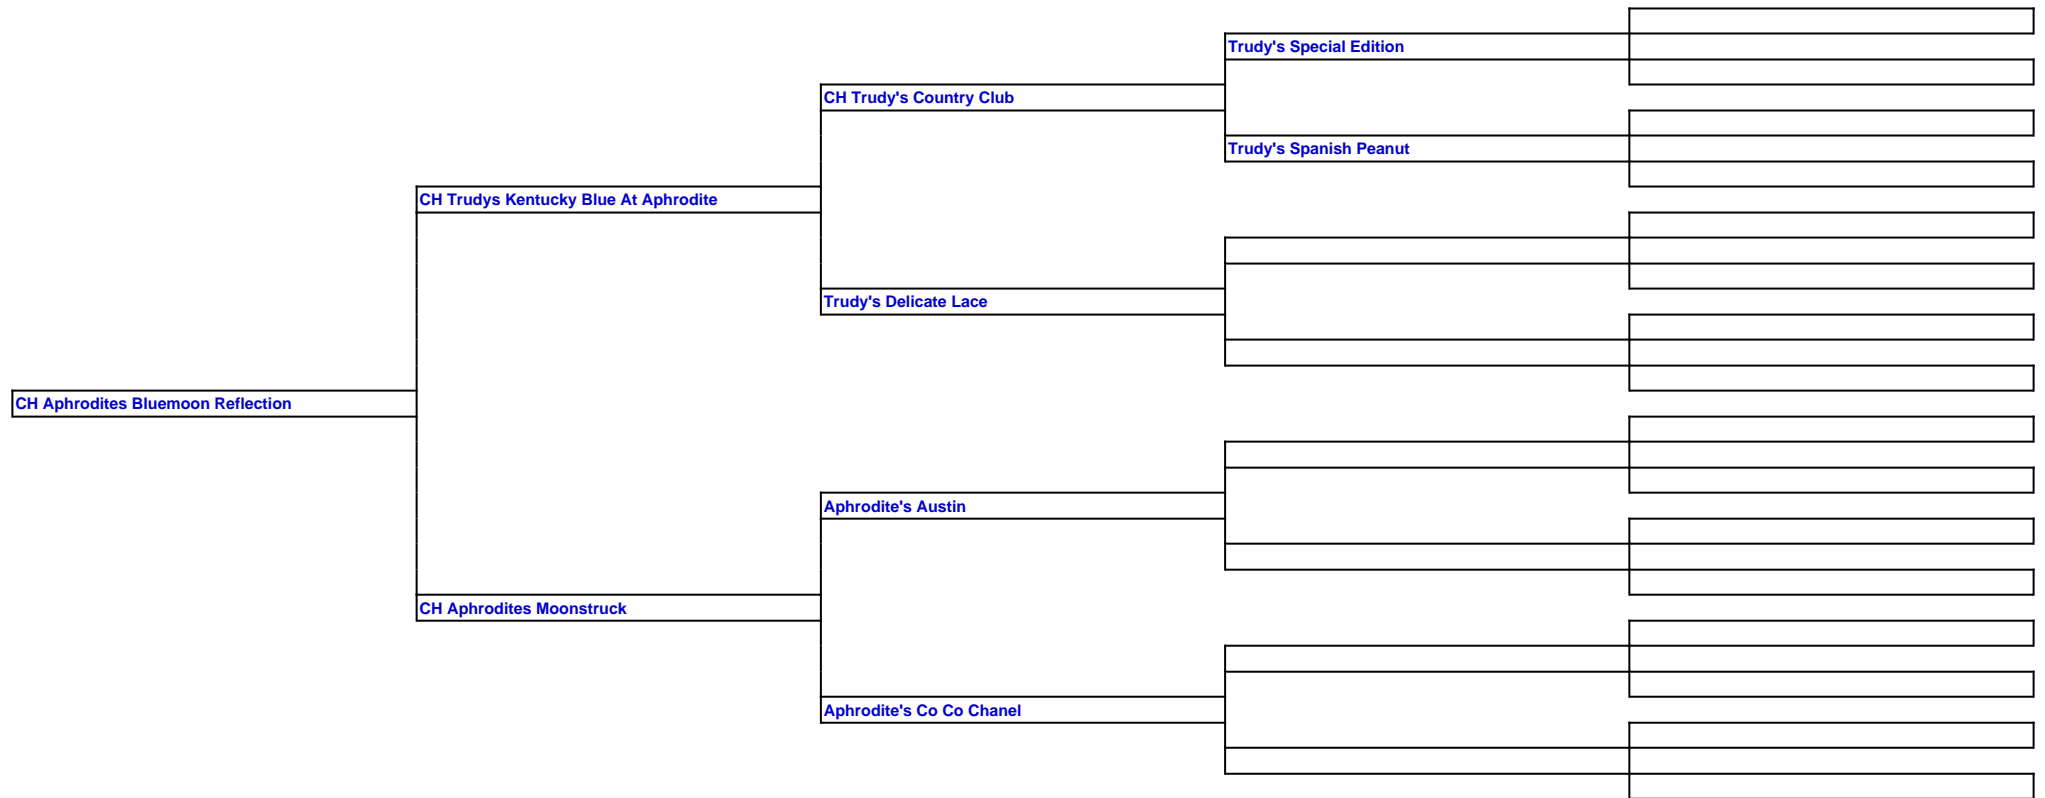 Trudy's Special Edition
CH Trudy's Country Club
Trudy's Spanish Peanut
CH Trudys Kentucky Blue At Aphrodite
Trudy's Delicate Lace
CH Aphrodites Bluemoon Reflection
Aphrodite's Austin
CH Aphrodites Moonstruck
Aphrodite's Co Co Chanel